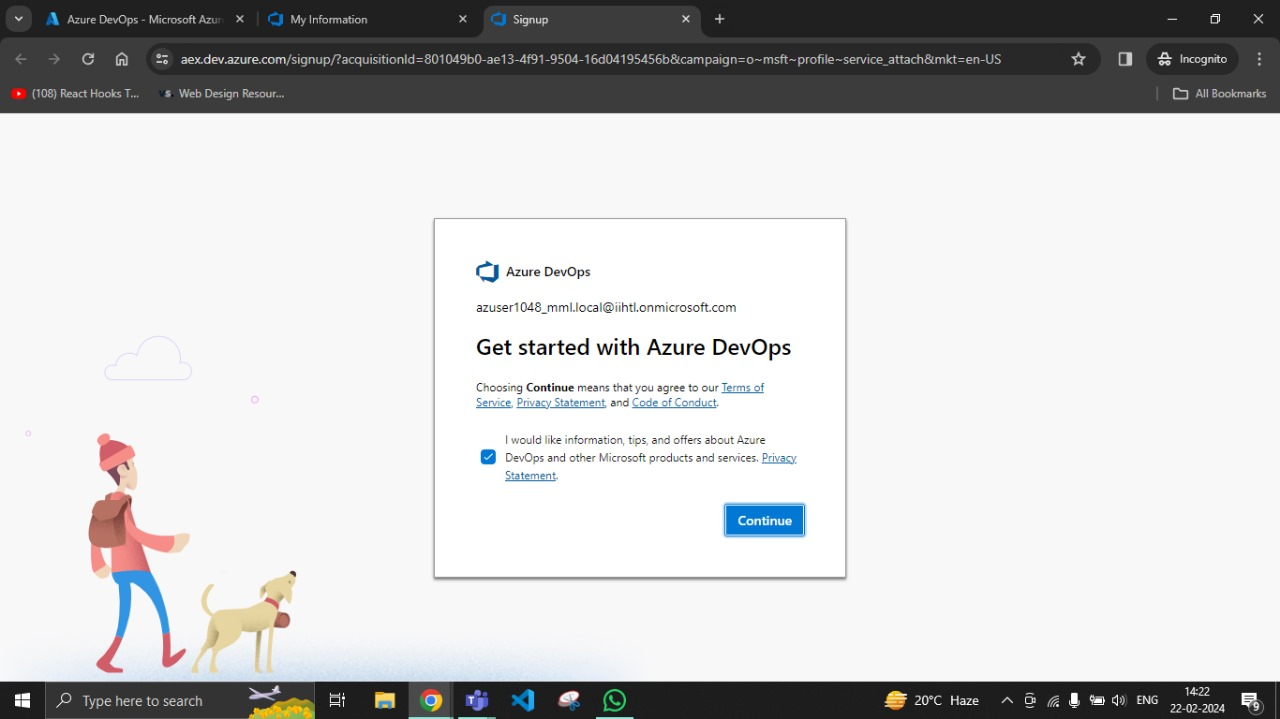 Azure DevOps - Microsoft Azur
My Information
Signup
aex.dev.azure.com/signup/?acquisitionId=801049b0-ae13-4f91-9504-16d04195456b&campaign=o~msft~profile~service_attach&mkt=en-US
Incognito
(108) React Hooks T...
Web Design Resour...
All Bookmarks
Azure DevOps
azuser1048_mml.local@iihtl.onmicrosoft.com
Get started with Azure DevOps
Choosing Continue means that you agree to our Terms of
Service, Privacy Statement, and Code of Conduct.
I would like information, tips, and offers about Azure
DevOps and other Microsoft products and services. Privacy
Statement.
Continue
Type here to search
20°C Haze
ENG
14:22
22-02-2024
9